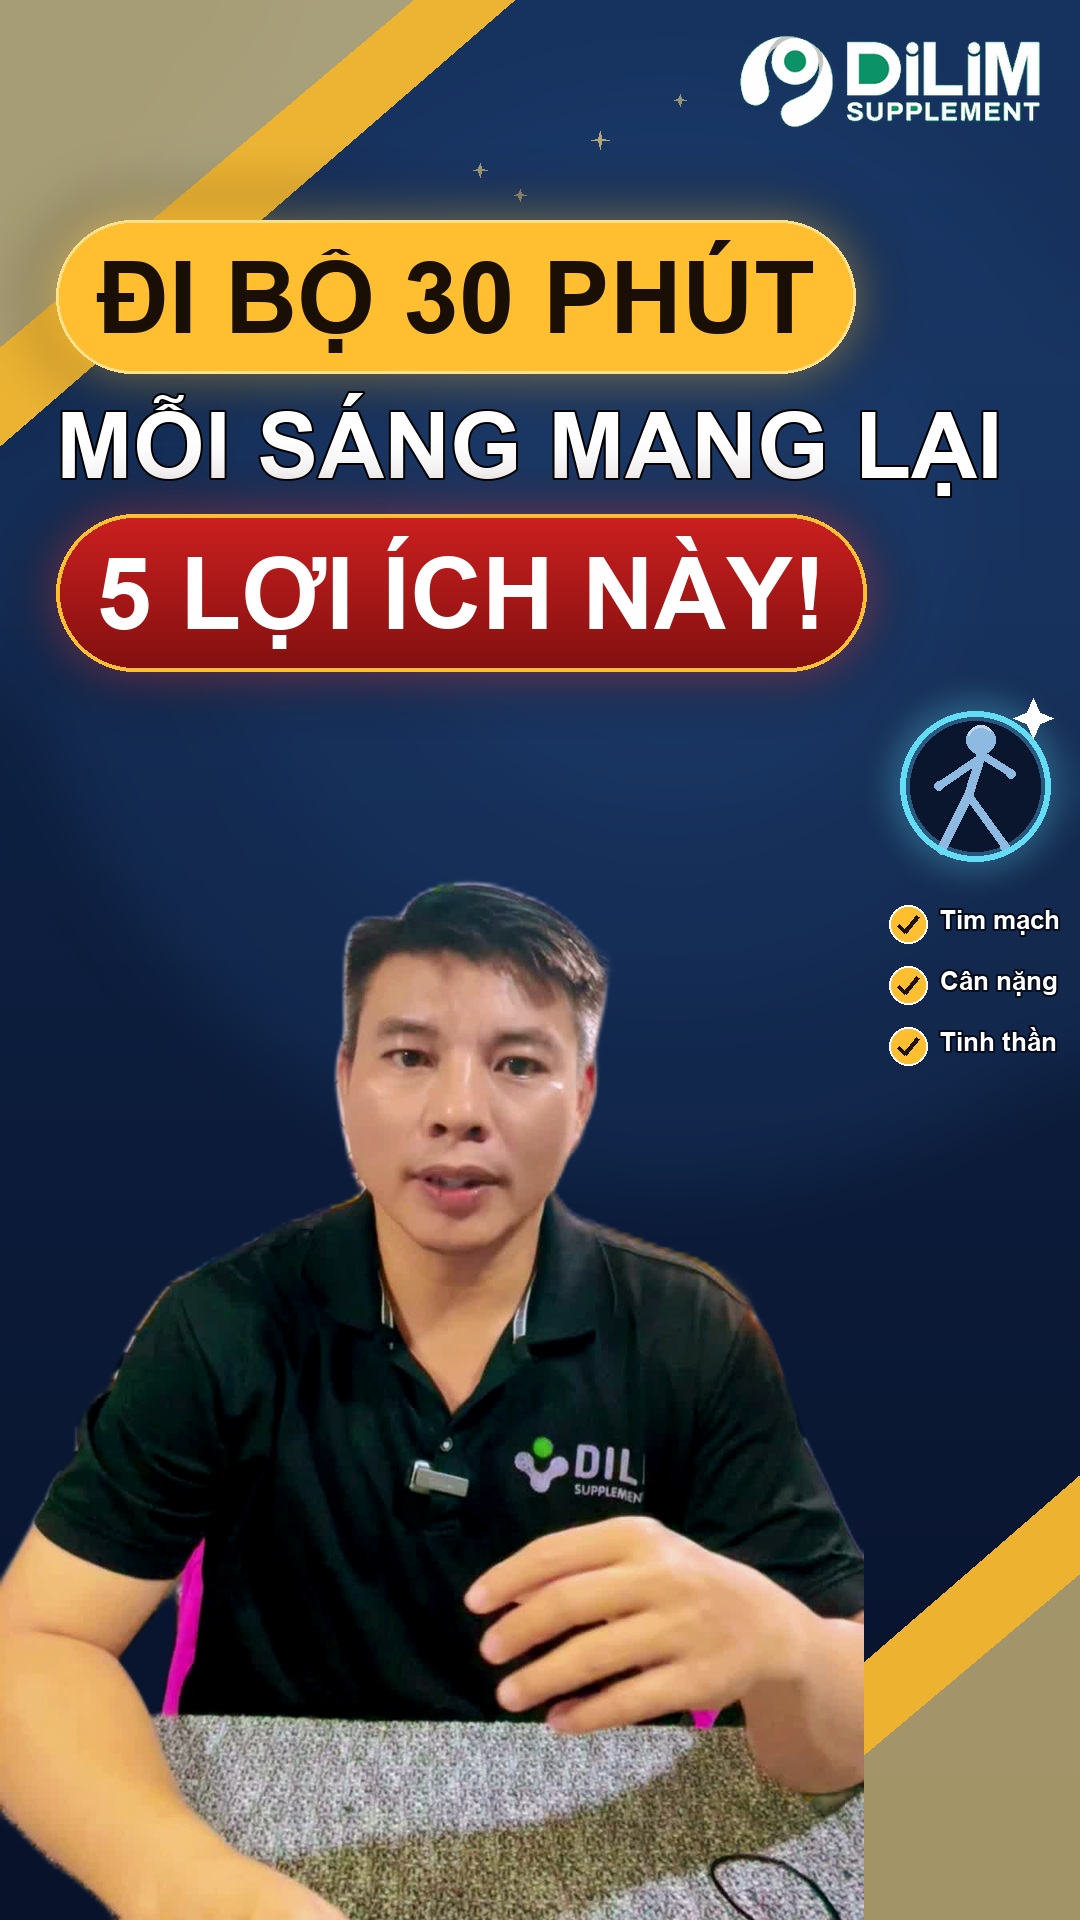 DiLiM
SUPPLEMENT
ĐI BỘ 30 PHÚT
MỖI SÁNG MANG LẠI
5 LỢI ÍCH NÀY!
Tim mạch
Cân nặng
Tinh thần
DIL
SUPPLEMENT